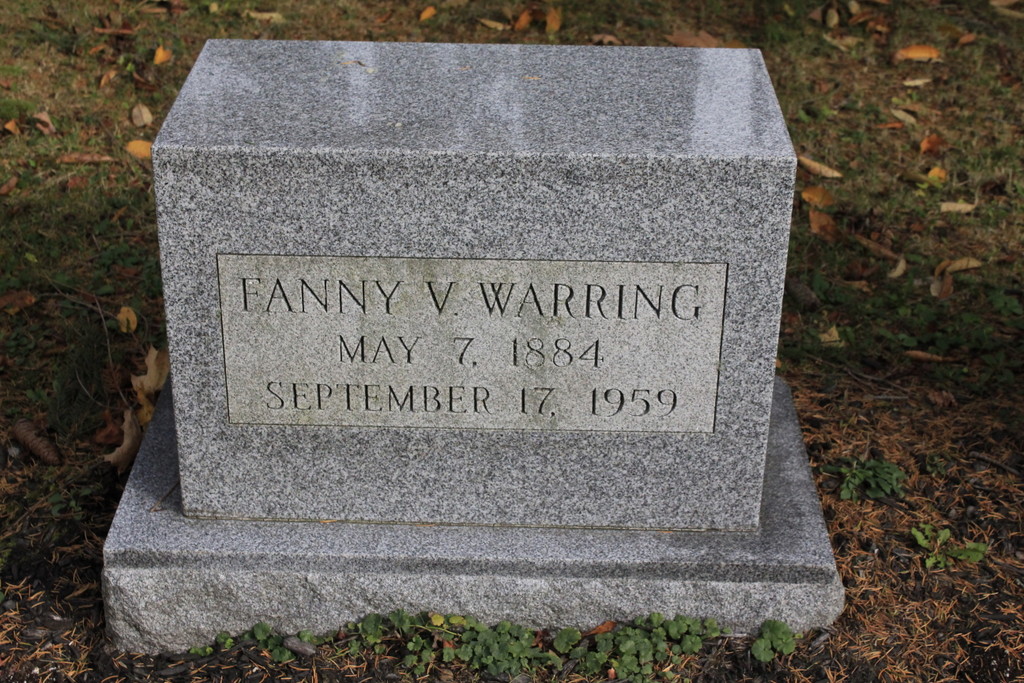 FANNY V. WARRING
MAY 7, 1884
SEPTEMBER 17, 1959